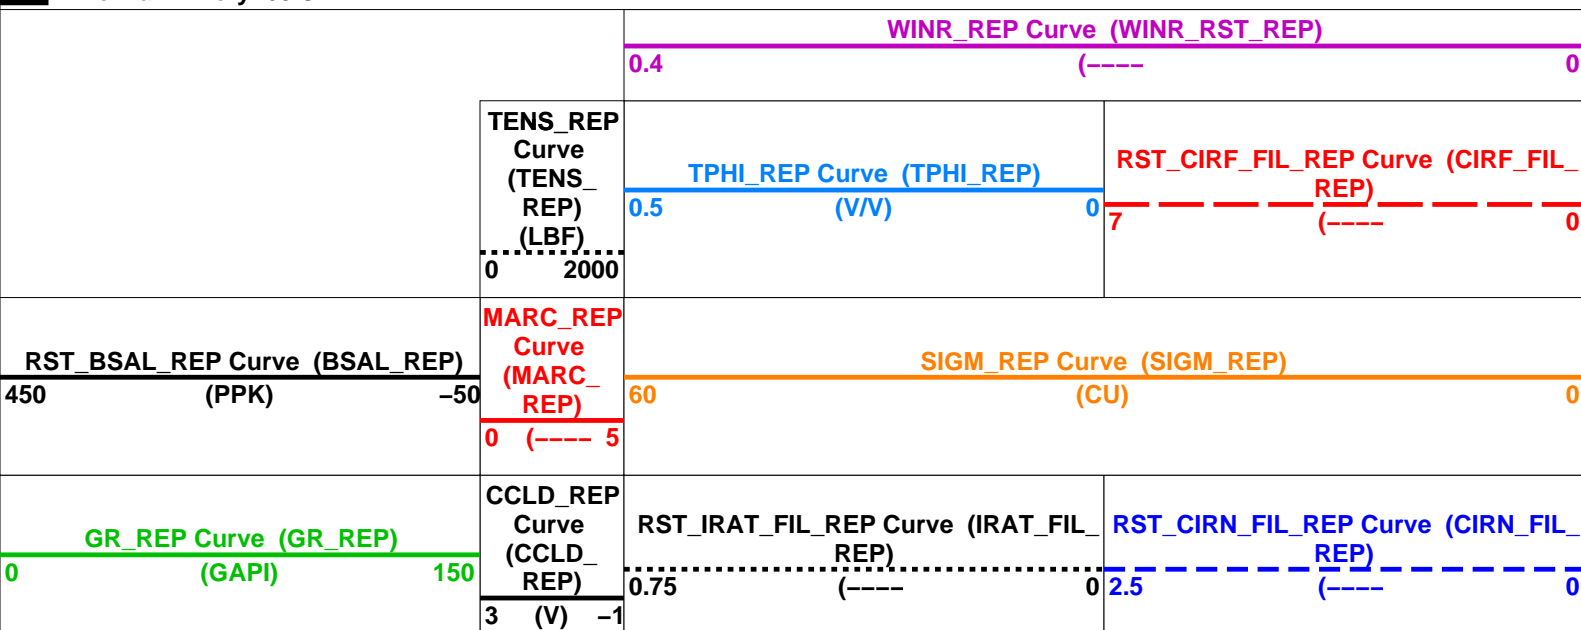 WINR_REP Curve (WINR_RST_REP)
0.4 (---- 0
TENS_REP
Curve
(TENS_
REP)
(LBF)
0 2000
TPHI_REP Curve (TPHI_REP)
0.5 (V/V) 0
RST_CIRF_FIL_REP Curve (CIRF_FIL_
REP)
7 (---- 0
RST_BSAL_REP Curve (BSAL_REP)
450 (PPK) -50
MARC_REP
Curve
(MARC_
REP)
0 (---- 5
SIGM_REP Curve (SIGM_REP)
60 (CU) 0
GR_REP Curve (GR_REP)
0 (GAPI) 150
CCLD_REP
Curve
(CCLD_
REP)
3 (V) -1
RST_IRAT_FIL_REP Curve (IRAT_FIL_
REP)
0.75 (---- 0
RST_CIRN_FIL_REP Curve (CIRN_FIL_
REP)
2.5 (---- 0